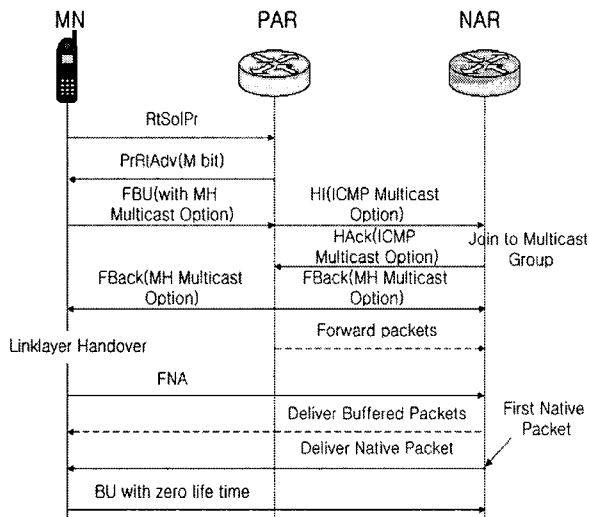 MN PAR NAR
RtSolPr
PrRtAdv(M bit)
FBU(with MH
Multicast Option)
HI(ICMP Multicast
Option)
HAck(ICMP
Multicast Option)
Join to Multicast
Group
FBack(MH Multicast
Option)
FBack(MH Multicast
Option)
Forward packets
Linklayer Handover
FNA
Deliver Buffered Packets
First Native
Packet
Deliver Native Packet
BU with zero life time